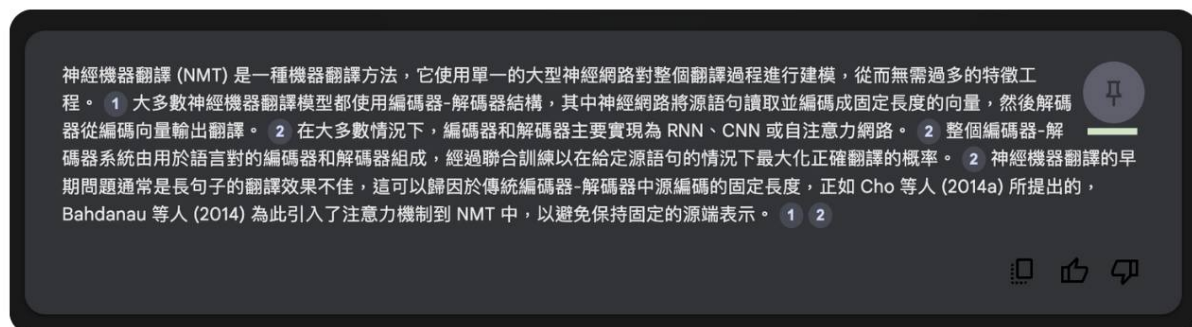 神經機器翻譯 (NMT) 是一種機器翻譯方法，它使用單一的大型神經網路對整個翻譯過程進行建模，從而無需過多的特徵工
程。 1 大多數神經機器翻譯模型都使用編碼器-解碼器結構，其中神經網路將源語句讀取並編碼成固定長度的向量，然後解碼
器從編碼向量輸出翻譯。 2 在大多數情況下，編碼器和解碼器主要實現為 RNN、CNN 或自注意力網路。 2 整個編碼器-解
碼器系統由用於語言對的編碼器和解碼器組成，經過聯合訓練以在給定源語句的情況下最大化正確翻譯的概率。 2 神經機器翻譯的早
期問題通常是長句子的翻譯效果不佳，這可以歸因於傳統編碼器-解碼器中源編碼的固定長度，正如 Cho 等人 (2014a) 所提出的，
Bahdanau 等人 (2014) 為此引入了注意力機制到 NMT 中，以避免保持固定的源端表示。 1 2